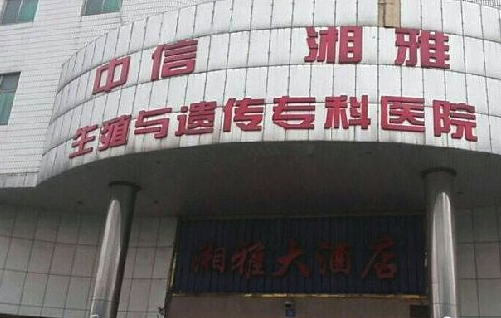 中信 湘雅
生殖与遗传专科医院
湘雅大酒店